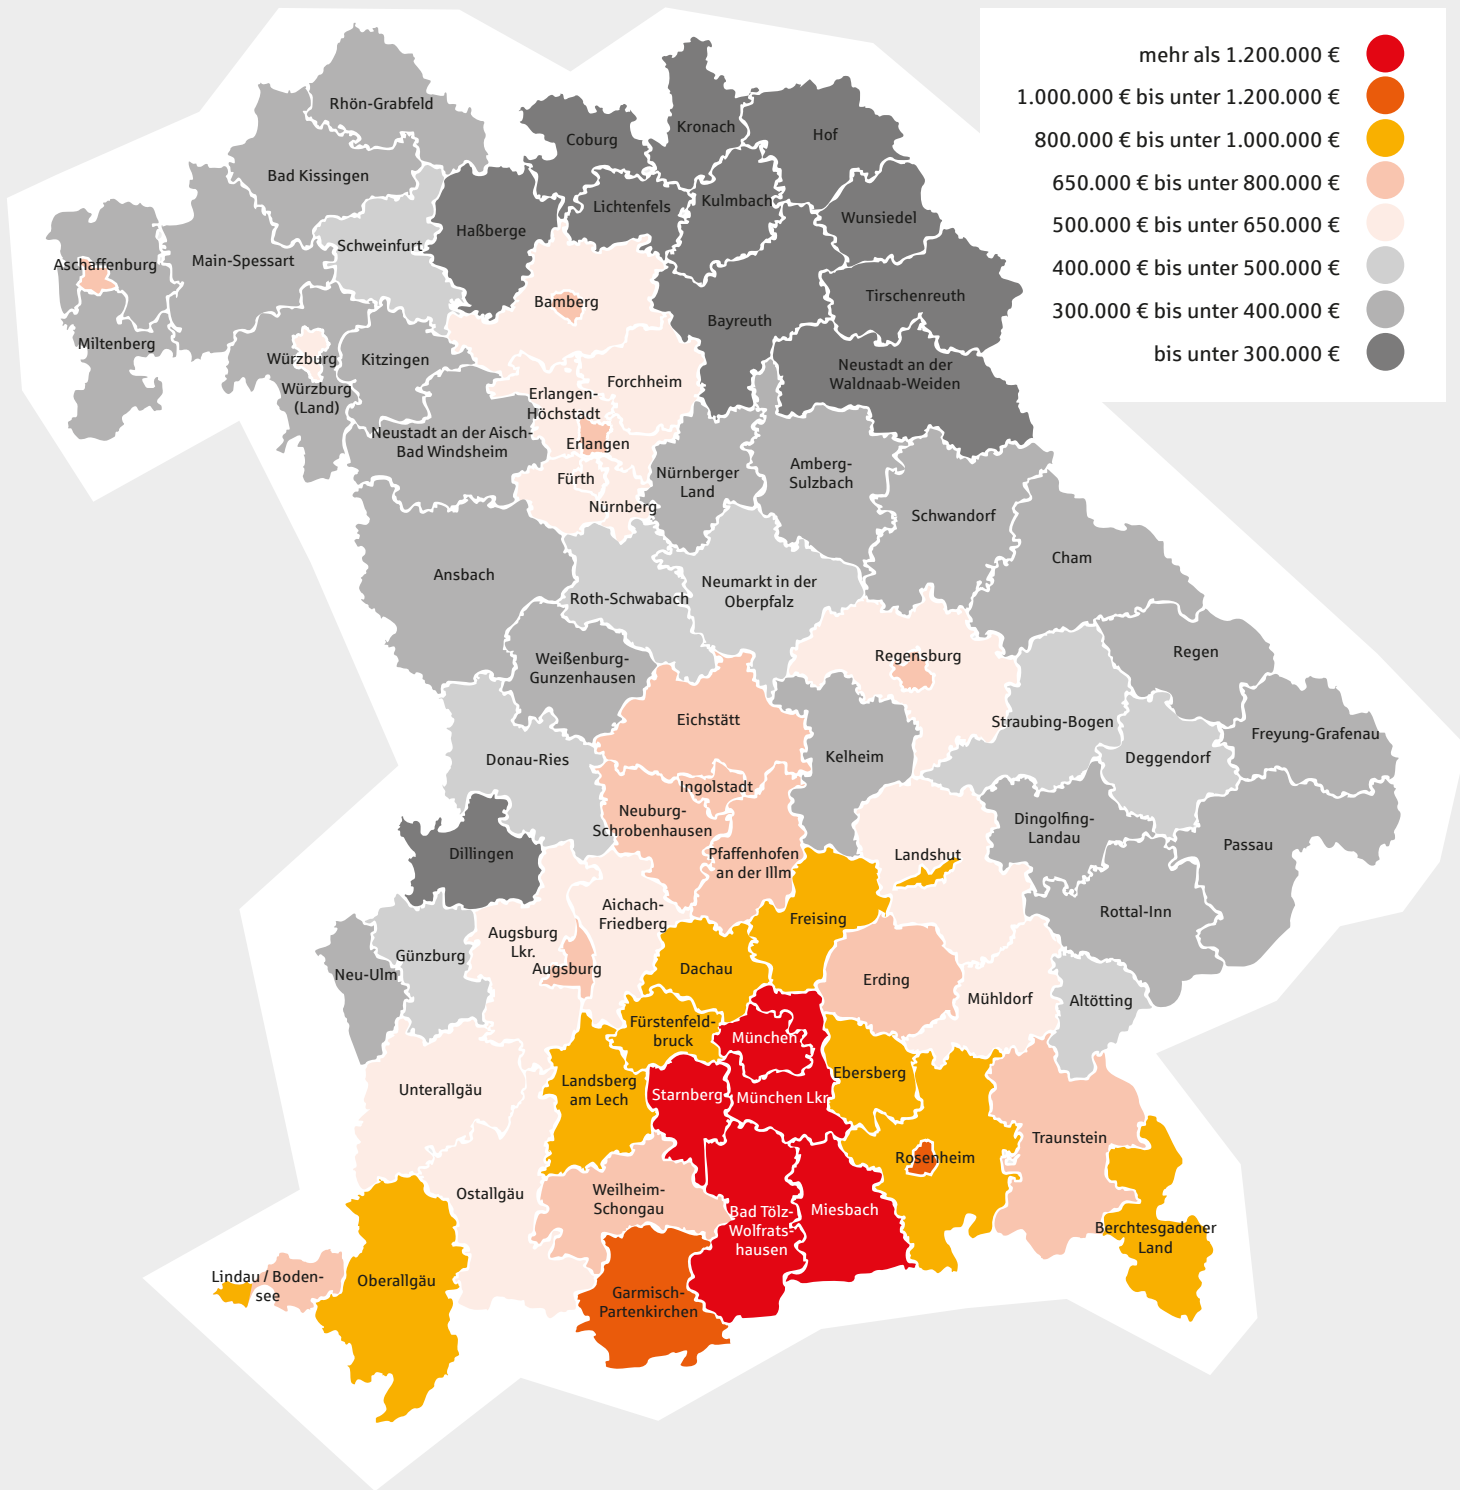 mehr als 1.200.000 €
1.000.000 € bis unter 1.200.000 €
800.000 € bis unter 1.000.000 €
650.000 € bis unter 800.000 €
500.000 € bis unter 650.000 €
400.000 € bis unter 500.000 €
300.000 € bis unter 400.000 €
bis unter 300.000 €
Rhön-Grabfeld
Bad Kissingen
Coburg
Kronach
Hof
Lichtenfels
Kulmbach
Wunsiedel
Haßberge
Schweinfurt
Main-Spessart
Aschaffenburg
Miltenberg
Bamberg
Bayreuth
Tirschenreuth
Würzburg
Würzburg
(Land)
Kitzingen
Forchheim
Erlangen-
Höchstadt
Erlangen
Neustadt an der
Waldnaab-Weiden
Neustadt an der Aisch-
Bad Windsheim
Fürth
Nürnberg
Nürnberger
Land
Amberg-
Sulzbach
Schwandorf
Cham
Ansbach
Roth-Schwabach
Neumarkt in der
Oberpfalz
Weißenburg-
Gunzenhausen
Regensburg
Regen
Eichstätt
Straubing-Bogen
Freyung-Grafenau
Donau-Ries
Kelheim
Deggendorf
Ingolstadt
Neuburg-
Schrobenhausen
Pfaffenhofen
an der Illm
Dingolfing-
Landau
Passau
Dillingen
Landshut
Aichach-
Friedberg
Freising
Rottal-Inn
Augsburg
Lkr.
Augsburg
Günzburg
Neu-Ulm
Dachau
Erding
Mühldorf
Altötting
Fürstenfeld-
bruck
München
Ebersberg
Unterallgäu
Landsberg
am Lech
Starnberg
München Lkr
Traunstein
Rosenheim
Ostallgäu
Weilheim-
Schongau
Bad Tölz-
Wolfrats-
hausen
Miesbach
Berchtesgadener
Land
Lindau / Boden-
see
Oberallgäu
Garmisch-
Partenkirchen